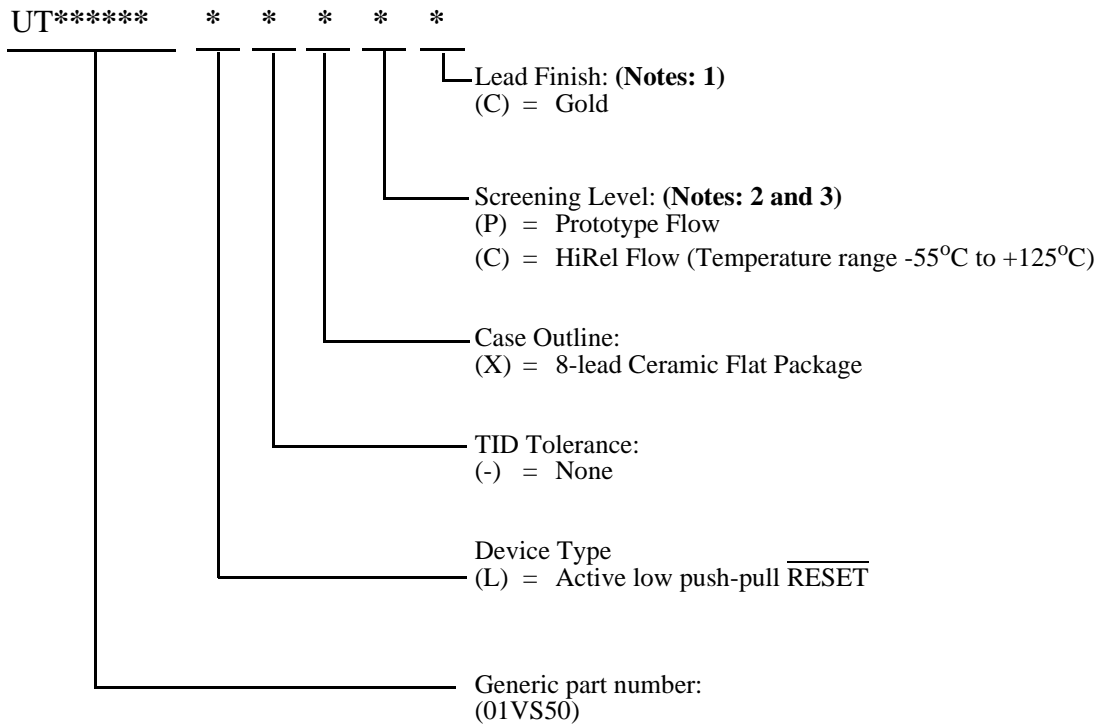 UT****** * * * * *
Lead Finish: (Notes: 1)
(C) = Gold
Screening Level: (Notes: 2 and 3)
(P) = Prototype Flow
(C) = HiRel Flow (Temperature range -55°C to +125°C)
Case Outline:
(X) = 8-lead Ceramic Flat Package
TID Tolerance:
(-) = None
Device Type
(L) = Active low push-pull RESET
Generic part number:
(01VS50)